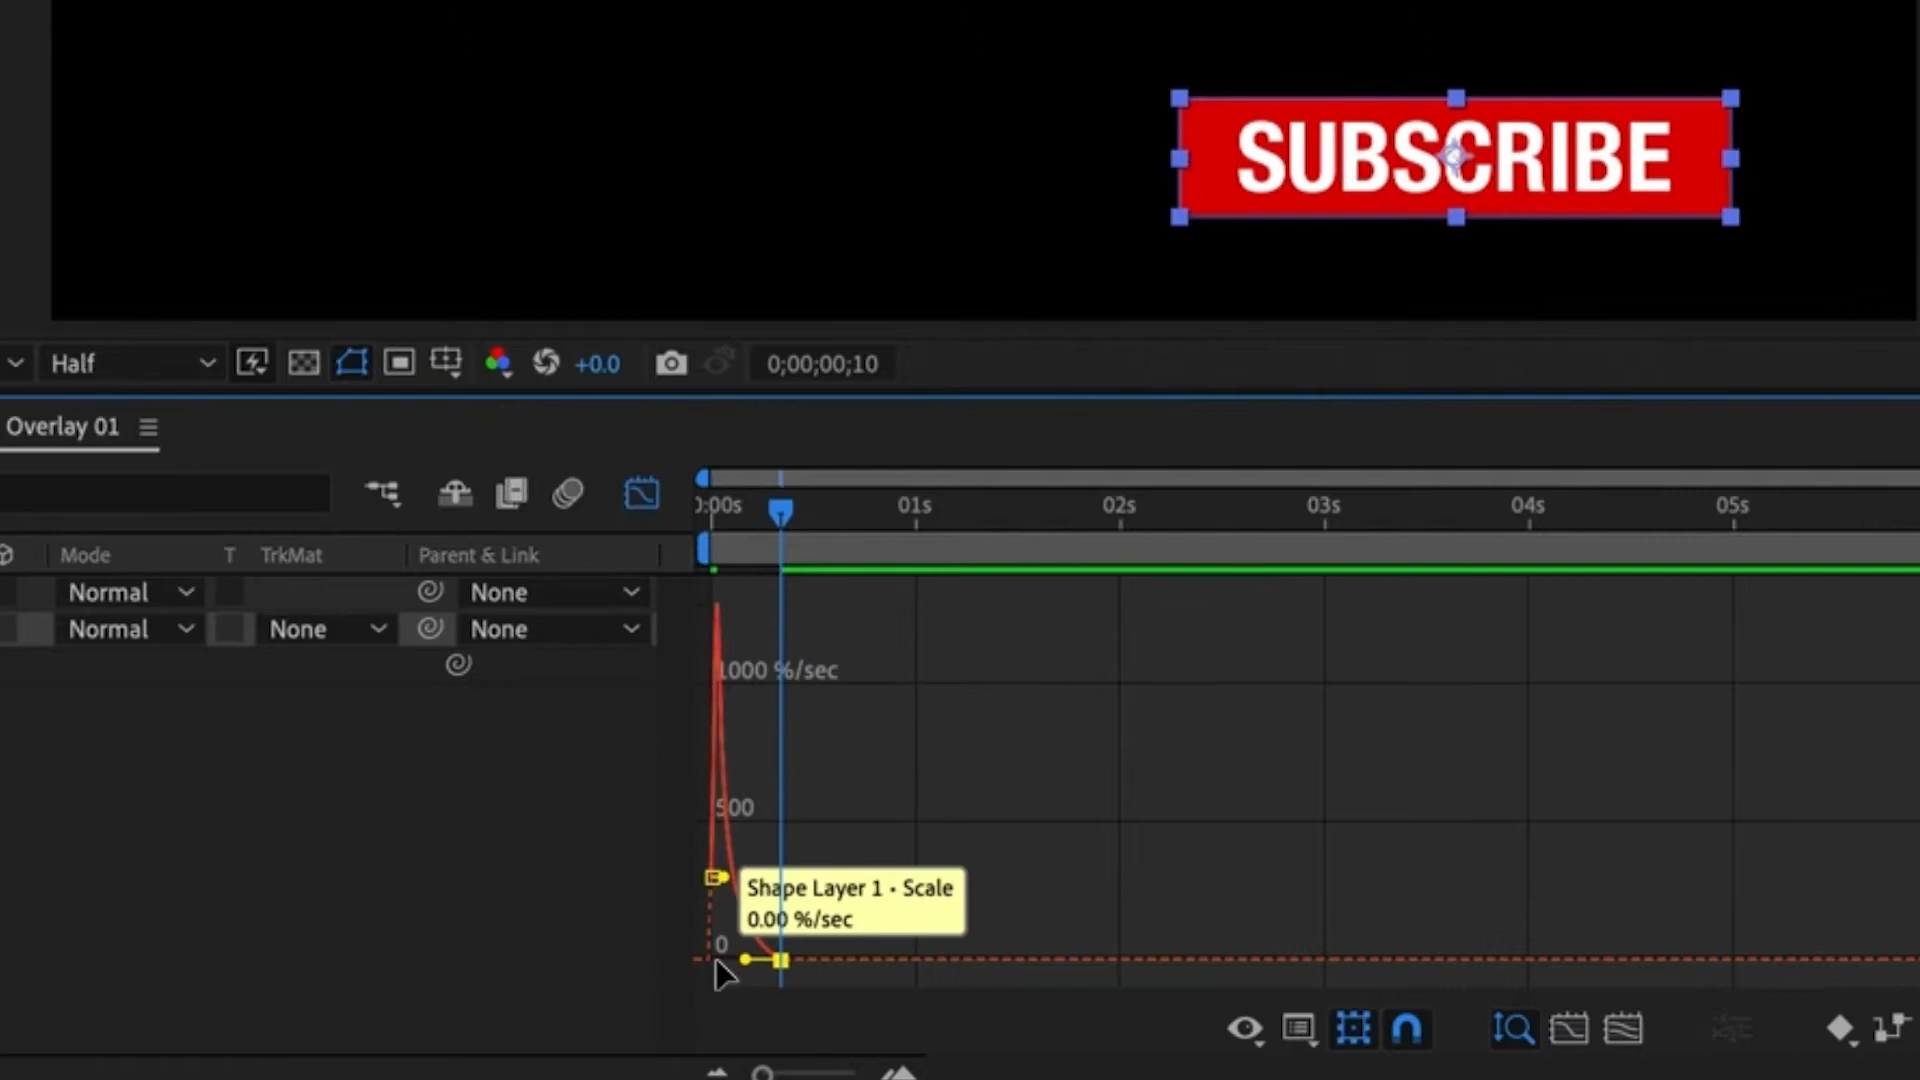 SUBSCRIBE
Half
+0.0
0;00;00;10
Overlay 01
0:00s 01s 02s 03s 04s 05s
Mode T TrkMat Parent & Link
Normal None
Normal None None
1000 %/sec
500
Shape Layer 1 • Scale
0.00 %/sec
0